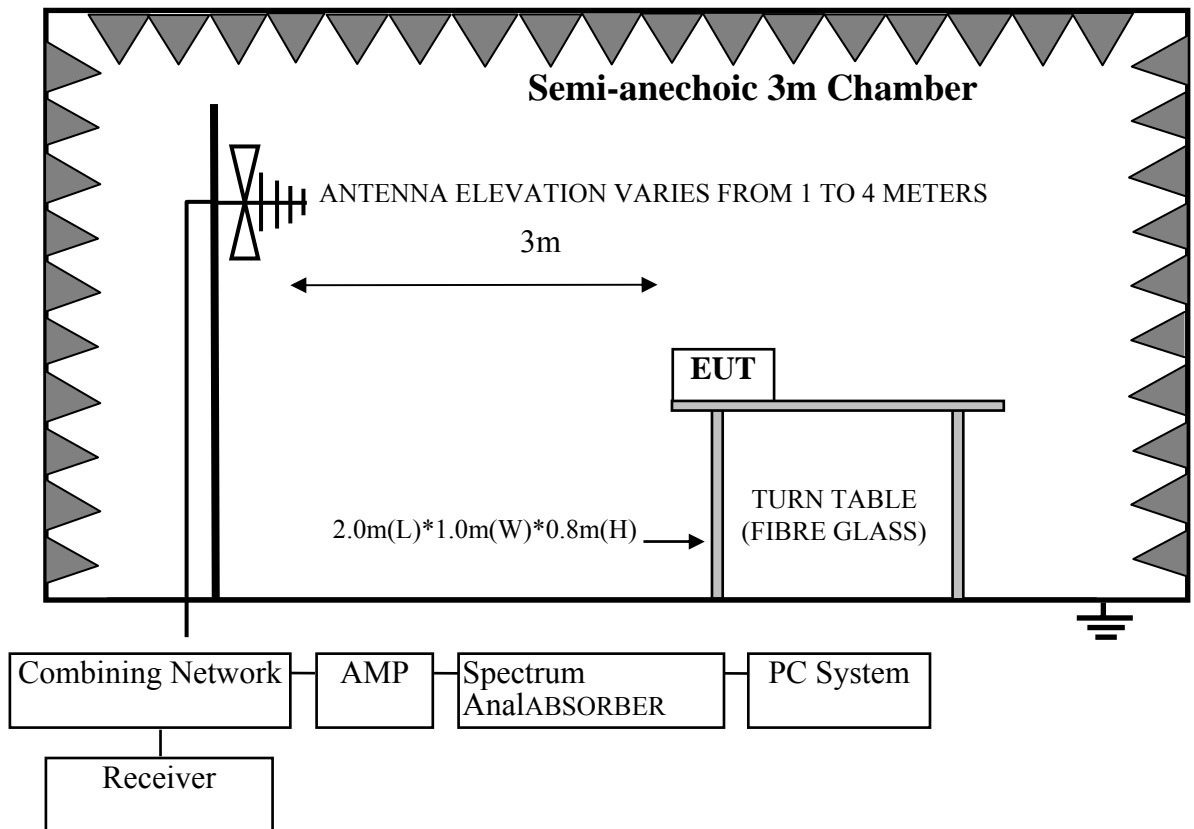 Semi-anechoic 3m Chamber
ANTENNA ELEVATION VARIES FROM 1 TO 4 METERS
3m
EUT
TURN TABLE
(FIBRE GLASS)
2.0m(L)*1.0m(W)*0.8m(H)
Combining Network
AMP
Spectrum
AnalABSORBER
PC System
Receiver